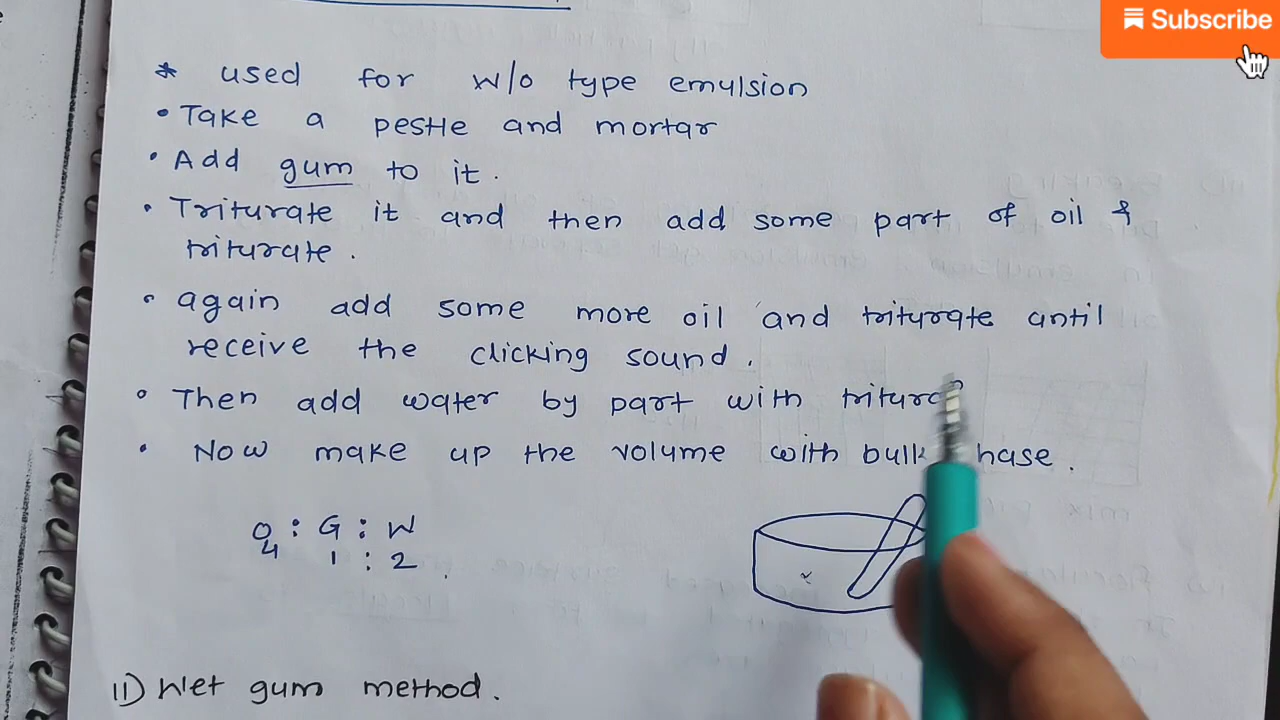 Subscribe
* used for w/o type emulsion
• Take a pestle and mortar
• Add gum to it.
• Triturate it and then add some part of oil &
triturate.
• again add some more oil and triturate until
receive the clicking sound.
• Then add water by part with
• Now make up the volume with bulk hase.
O : G : W
4 1 : 2 .
II) Wet gum method.